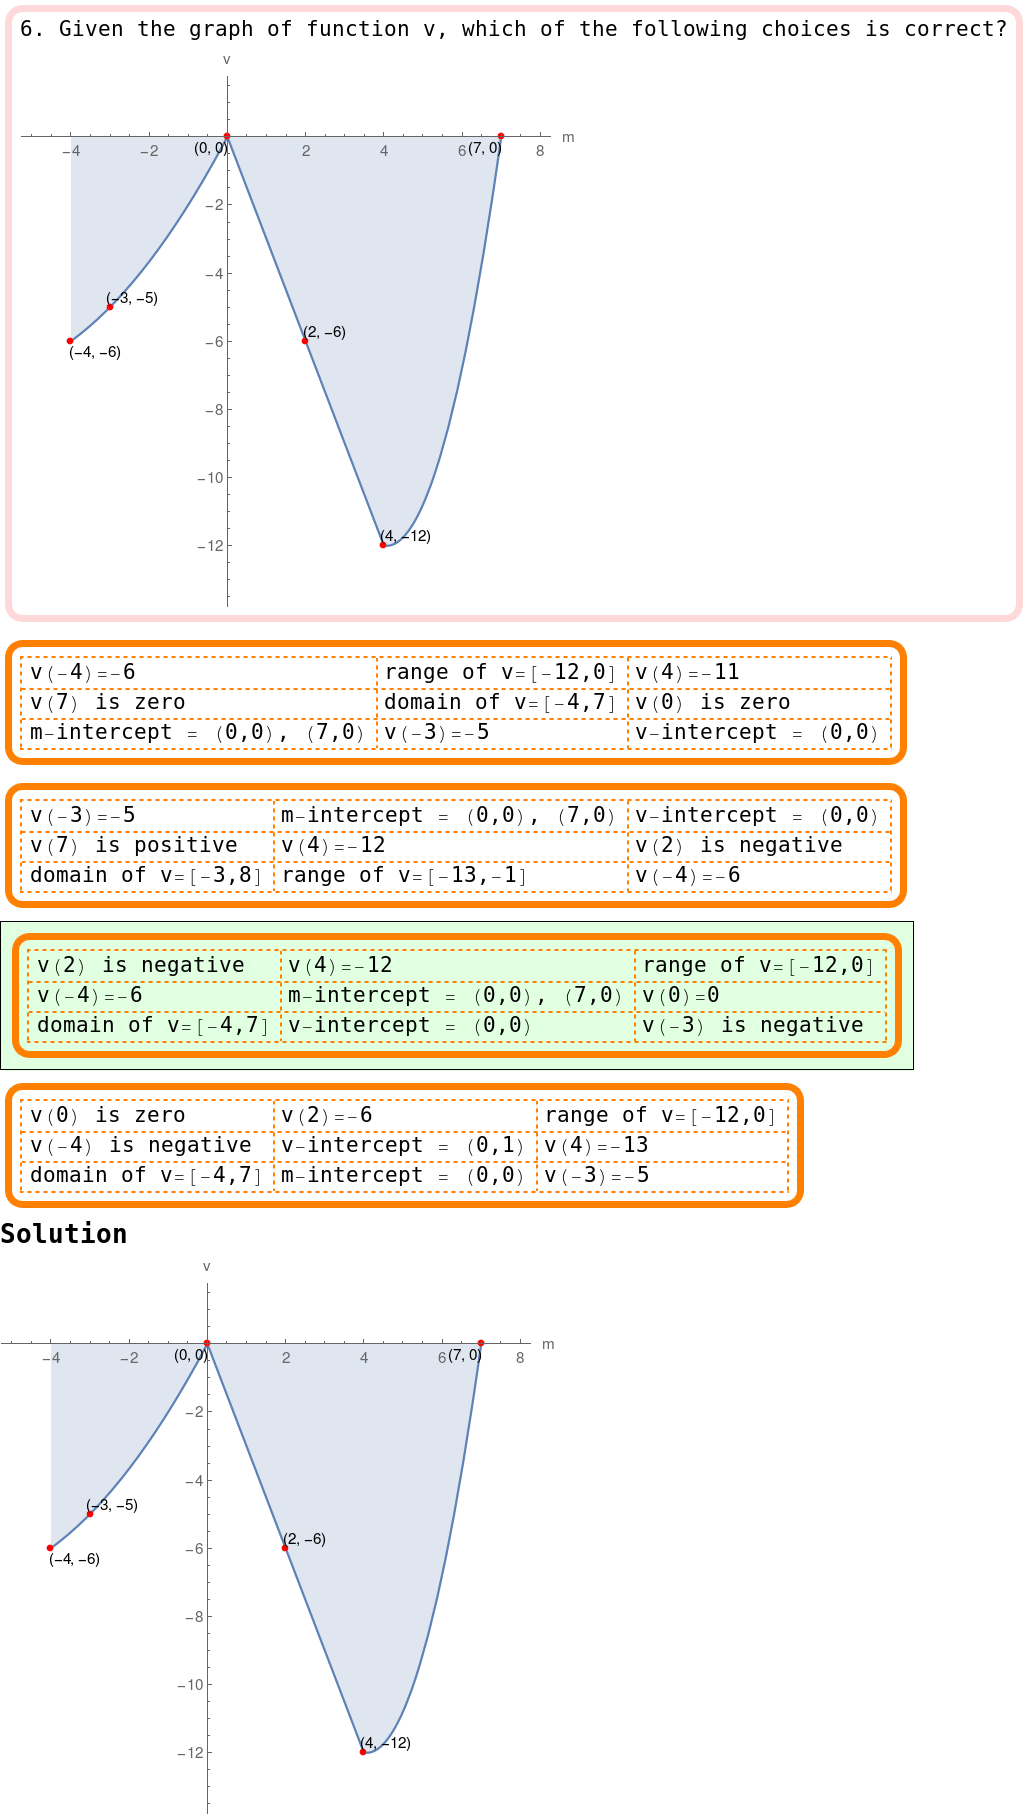 6. Given the graph of function v, which of the following choices is correct?
v
m
−4 −2 2 4 6 8
(0, 0) (7, 0)
−2
−4
(−3, −5)
(2, −6)
−6
(−4, −6)
−8
−10
(4, −12)
−12
v(−4)=−6 range of v=[−12,0] v(4)=−11
v(7) is zero domain of v=[−4,7] v(0) is zero
m-intercept = (0,0), (7,0) v(−3)=−5 v-intercept = (0,0)
v(−3)=−5 m-intercept = (0,0), (7,0) v-intercept = (0,0)
v(7) is positive v(4)=−12 v(2) is negative
domain of v=[−3,8] range of v=[−13,−1] v(−4)=−6
v(2) is negative v(4)=−12 range of v=[−12,0]
v(−4)=−6 m-intercept = (0,0), (7,0) v(0)=0
domain of v=[−4,7] v-intercept = (0,0) v(−3) is negative
v(0) is zero v(2)=−6 range of v=[−12,0]
v(−4) is negative v-intercept = (0,1) v(4)=−13
domain of v=[−4,7] m-intercept = (0,0) v(−3)=−5
Solution
v
m
−4 −2 2 4 6 8
(0, 0) (7, 0)
−2
−4
(−3, −5)
(2, −6)
−6
(−4, −6)
−8
−10
(4, −12)
−12